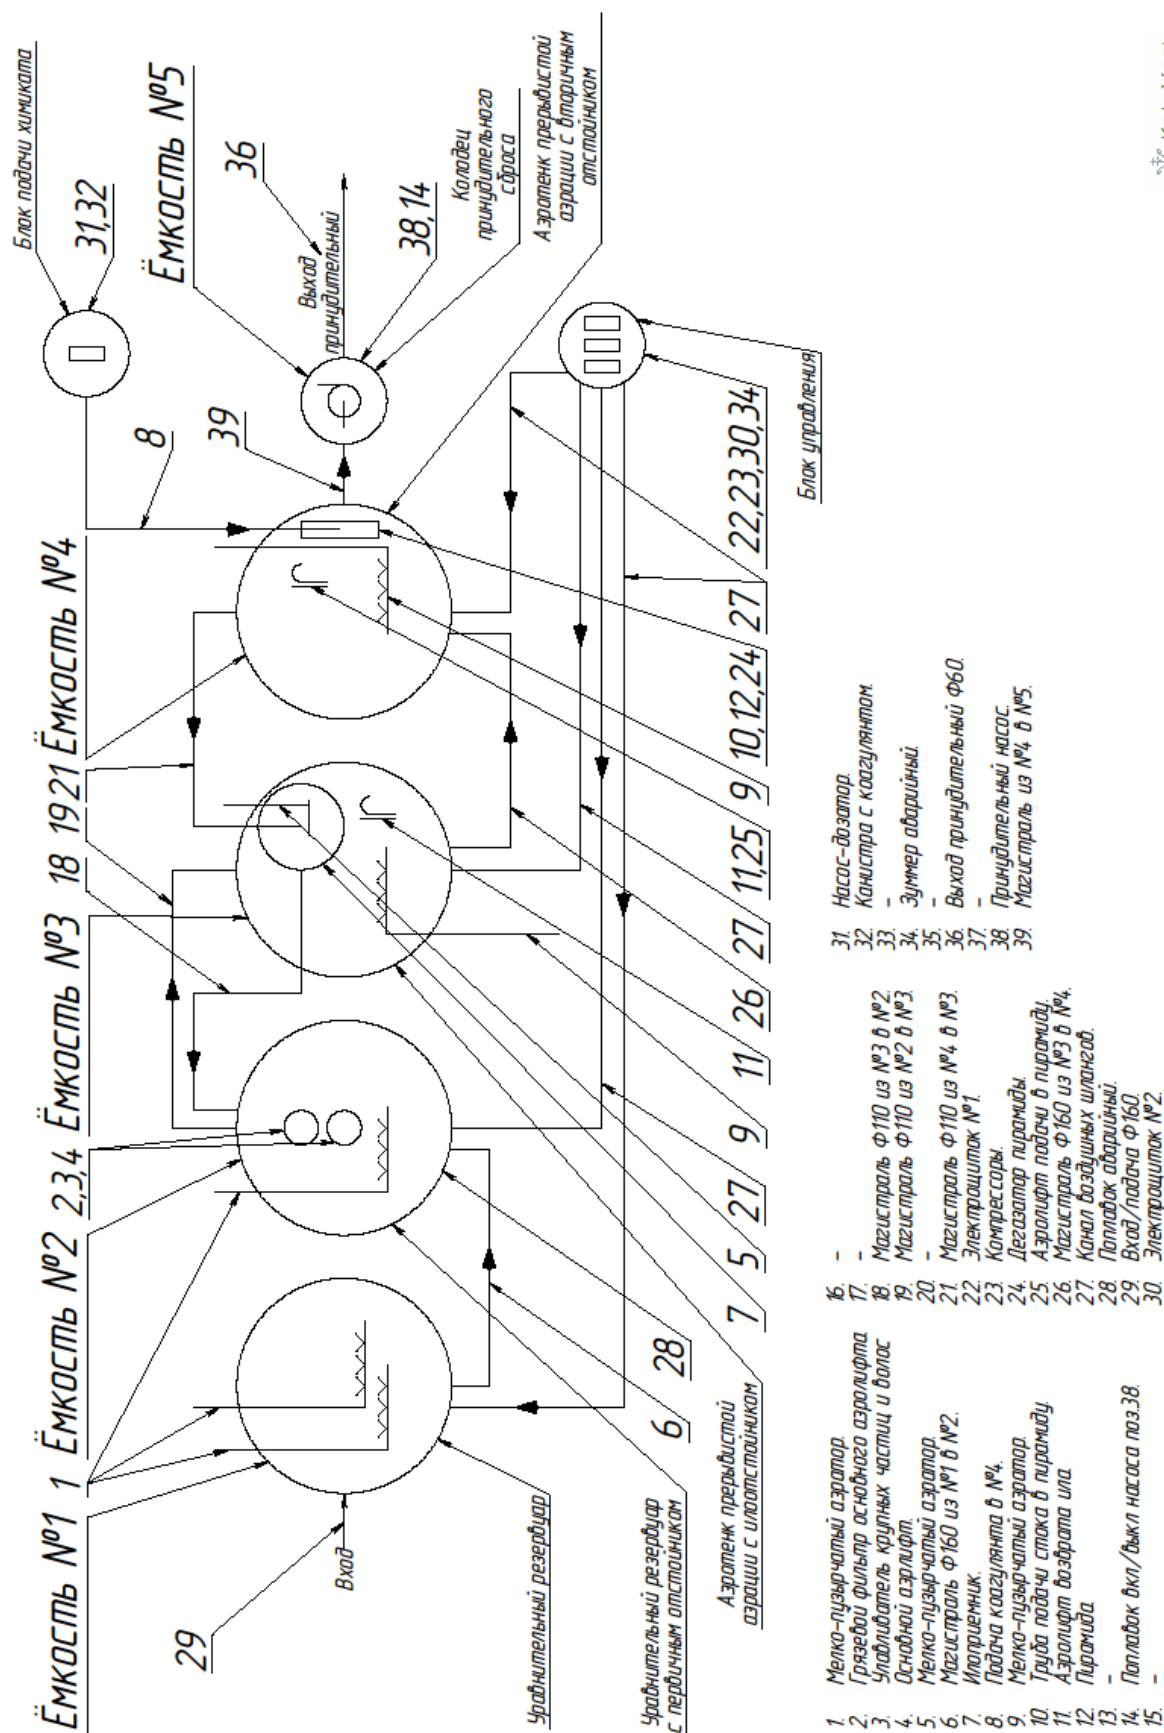 Ёмкость №1
Ёмкость №2
Ёмкость №3
Ёмкость №4
Ёмкость №5
Блок подачи химиката
31,32
1
2,3,4
18
19
21
8
39
36
29
Вход
Выход
принудительный
38,14
Колодец
принудительного
сброса
Аэротенк прерывистой
аэрации с вторичным
отстойником
Уравнительный резервуар
Уравнительный резервуар
с первичным отстойником
Аэротенк прерывистой
аэрации с илоотстойником
6
28
7
5
27
9
11
26
27
11,25
9
10,12,24
27
22,23,30,34
Блок управления
1. Мелко-пузырчатый аэратор.
2. Грязевой фильтр основного аэролифта
3. Улавливатель крупных частиц и волос
4. Основной аэрлифт.
5. Мелко-пузырчатый аэратор.
6. Магистраль Ф160 из №1 в №2.
7. Илоприемник.
8. Подача коагулянта в №4.
9. Мелко-пузырчатый аэратор.
10. Труба подачи стока в пирамиду.
11. Аэролифт возврата ила.
12. Пирамида
13. -
14. Поплавок вкл/выкл насоса поз.38.
15. -
16. -
17. -
18. Магистраль Ф110 из №3 в №2.
19. Магистраль Ф110 из №2 в №3.
20. -
21. Магистраль Ф110 из №4 в №3.
22. Электрощиток №1.
23. Компрессоры.
24. Дегазатор пирамиды.
25. Аэролифт подачи в пирамиду.
26. Магистраль Ф160 из №3 в №4.
27. Канал воздушных шлангов.
28. Поплавок аварийный.
29. Вход/подача Ф160.
30. Электрощиток №2.
31. Насос-дозатор.
32. Канистра с коагулянтом.
33. -
34. Зуммер аварийный.
35. -
36. Выход принудительный Ф60.
37. -
38. Принудительный насос.
39. Магистраль из №4 в №5.